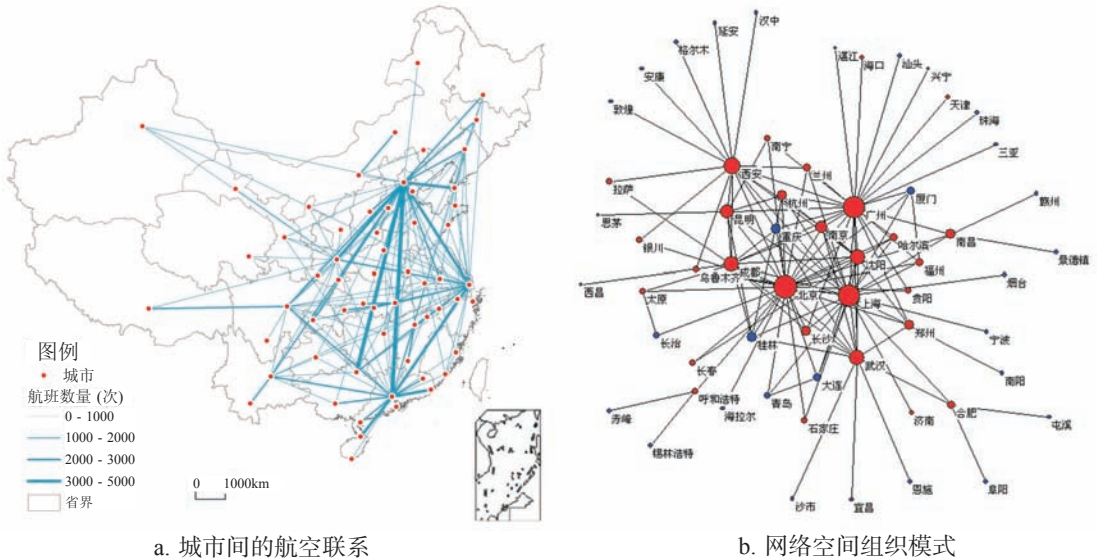 图例
城市
航班数量 (次)
0 - 1000
1000 - 2000
2000 - 3000
3000 - 5000
省界
0 1000km
a. 城市间的航空联系
汉中
延安
格尔木
安康
敦煌
湛江
海口
汕头
兴宁
天津
珠海
三亚
南宁
兰州
西安
拉萨
杭州
厦门
赣州
广州
思茅
昆明
重庆
南京
哈尔滨
南昌
银川
沈阳
景德镇
成都
乌鲁木齐
福州
烟台
西昌
太原
北京
贵阳
上海
长治
桂林
长沙
郑州
宁波
武汉
长春
大连
南阳
呼和浩特
青岛
海拉尔
赤峰
石家庄
济南
合肥
屯溪
锡林浩特
恩施
阜阳
沙市
宜昌
b. 网络空间组织模式